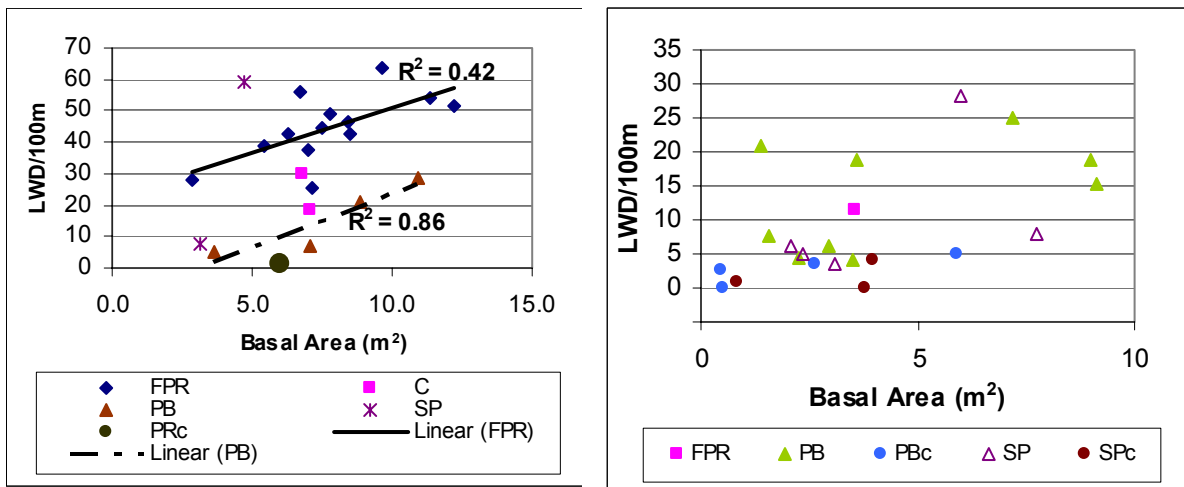 70
60
50
40
30
20
10
0
LWD/100m
R² = 0.42
R² = 0.86
0.0 5.0 10.0 15.0
Basal Area (m²)
FPR C
PB SP
PRc Linear (FPR)
Linear (PB)
35
30
25
20
15
10
5
0
LWD/100m
0 5 10
Basal Area (m²)
FPR PB PBc SP SPc